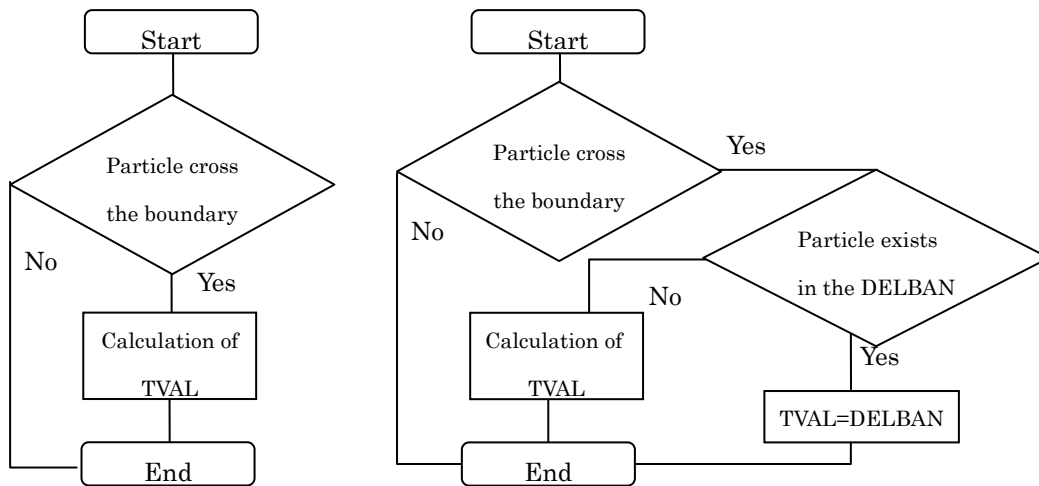 Start
Particle cross
the boundary
No
Yes
Calculation of
TVAL
End
Start
Particle cross
the boundary
Yes
No
Particle exists
in the DELBAN
No
Yes
Calculation of
TVAL
TVAL=DELBAN
End